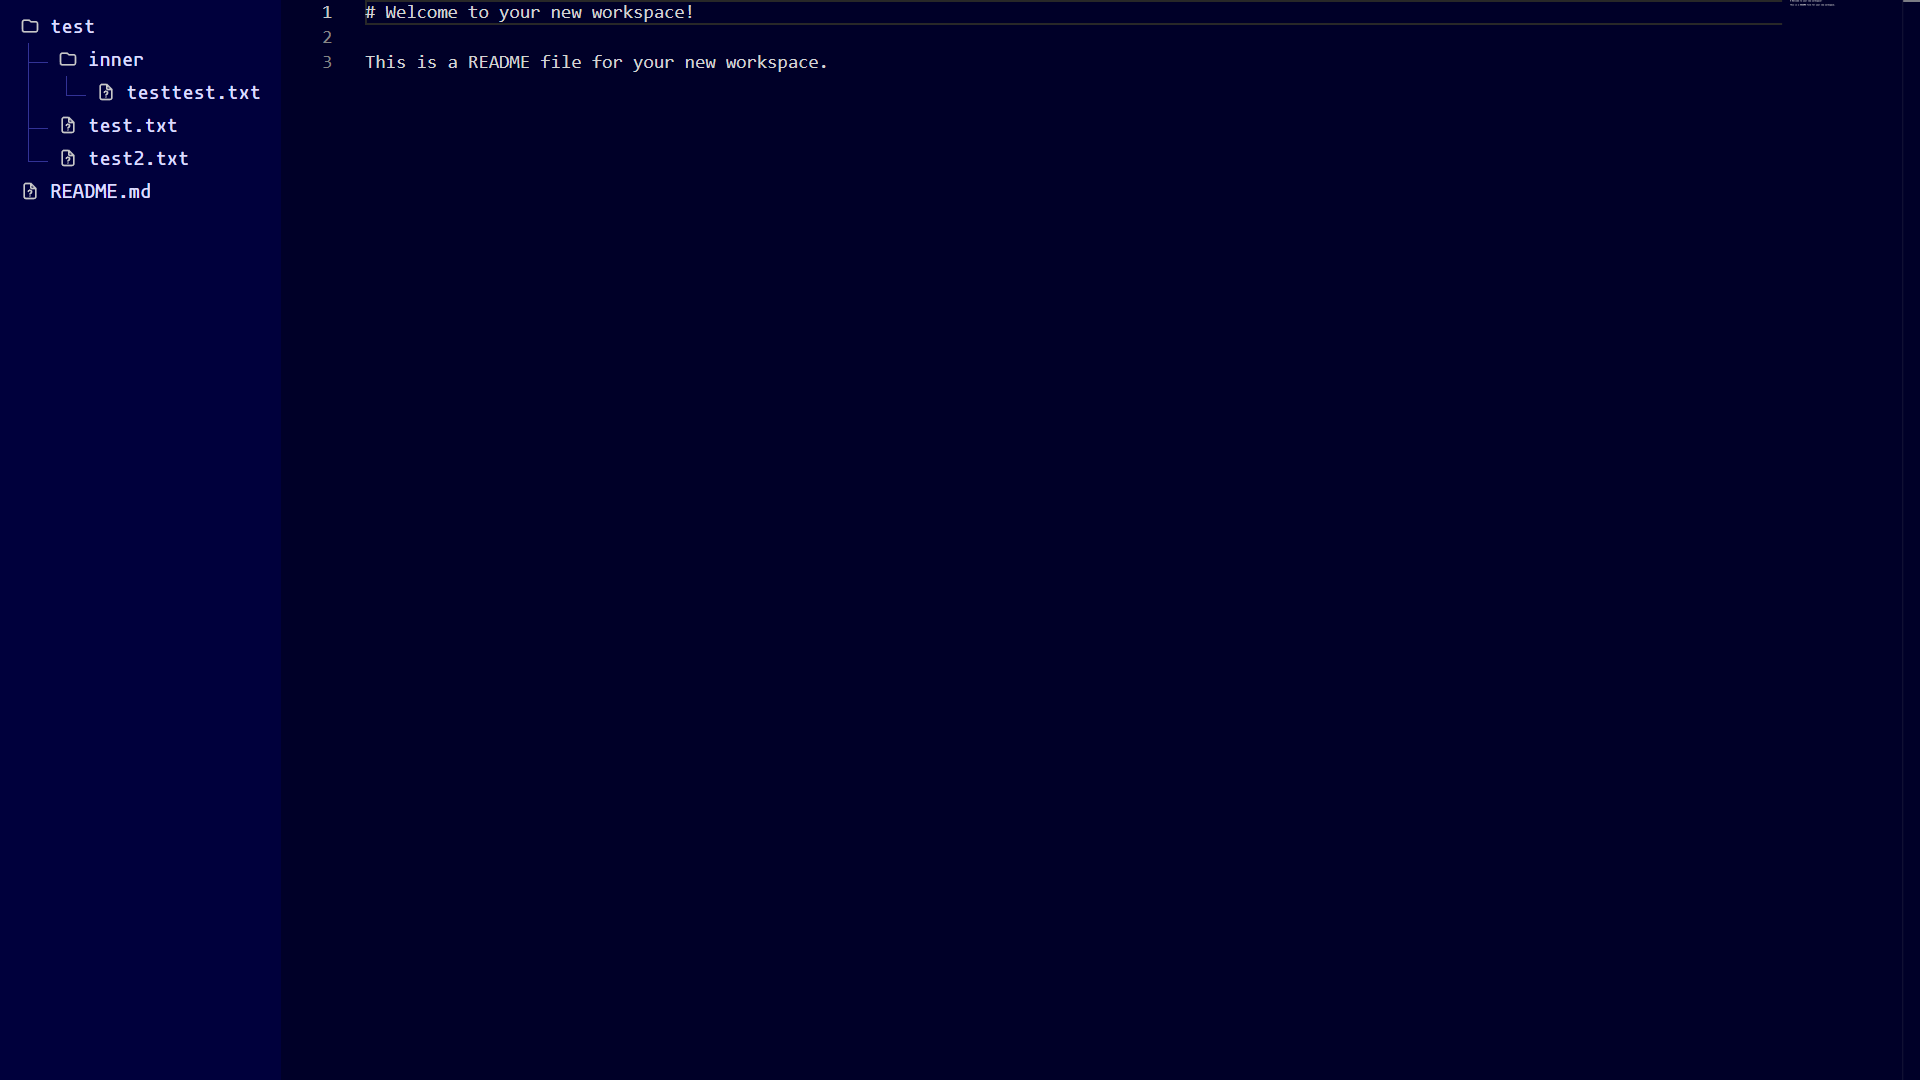 test
inner
testtest.txt
test.txt
test2.txt
README.md
1 # Welcome to your new workspace!
2
3 This is a README file for your new workspace.